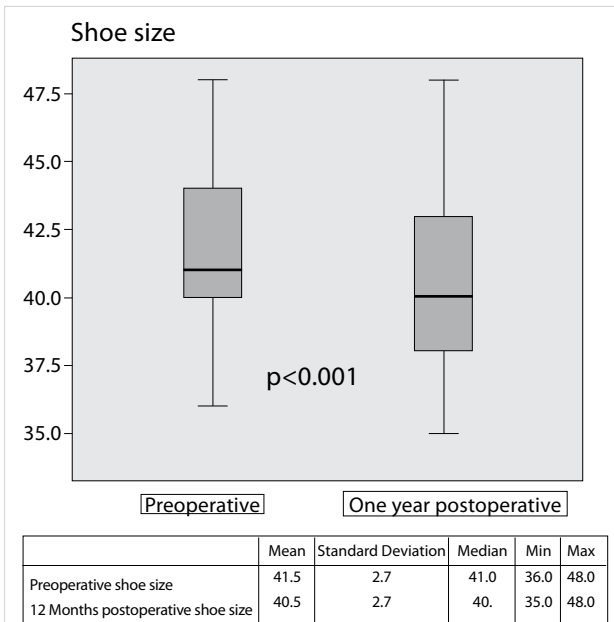 Shoe size
47.5
45.0
42.5
40.0
37.5
p<0.001
35.0
Preoperative One year postoperative
Mean Standard Deviation Median Min Max
Preoperative shoe size 41.5 2.7 41.0 36.0 48.0
12 Months postoperative shoe size 40.5 2.7 40. 35.0 48.0